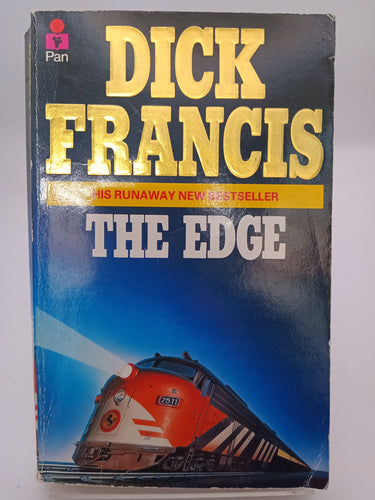 Pan
DICK
FRANCIS
HIS RUNAWAY NEW BESTSELLER
THE EDGE
2511